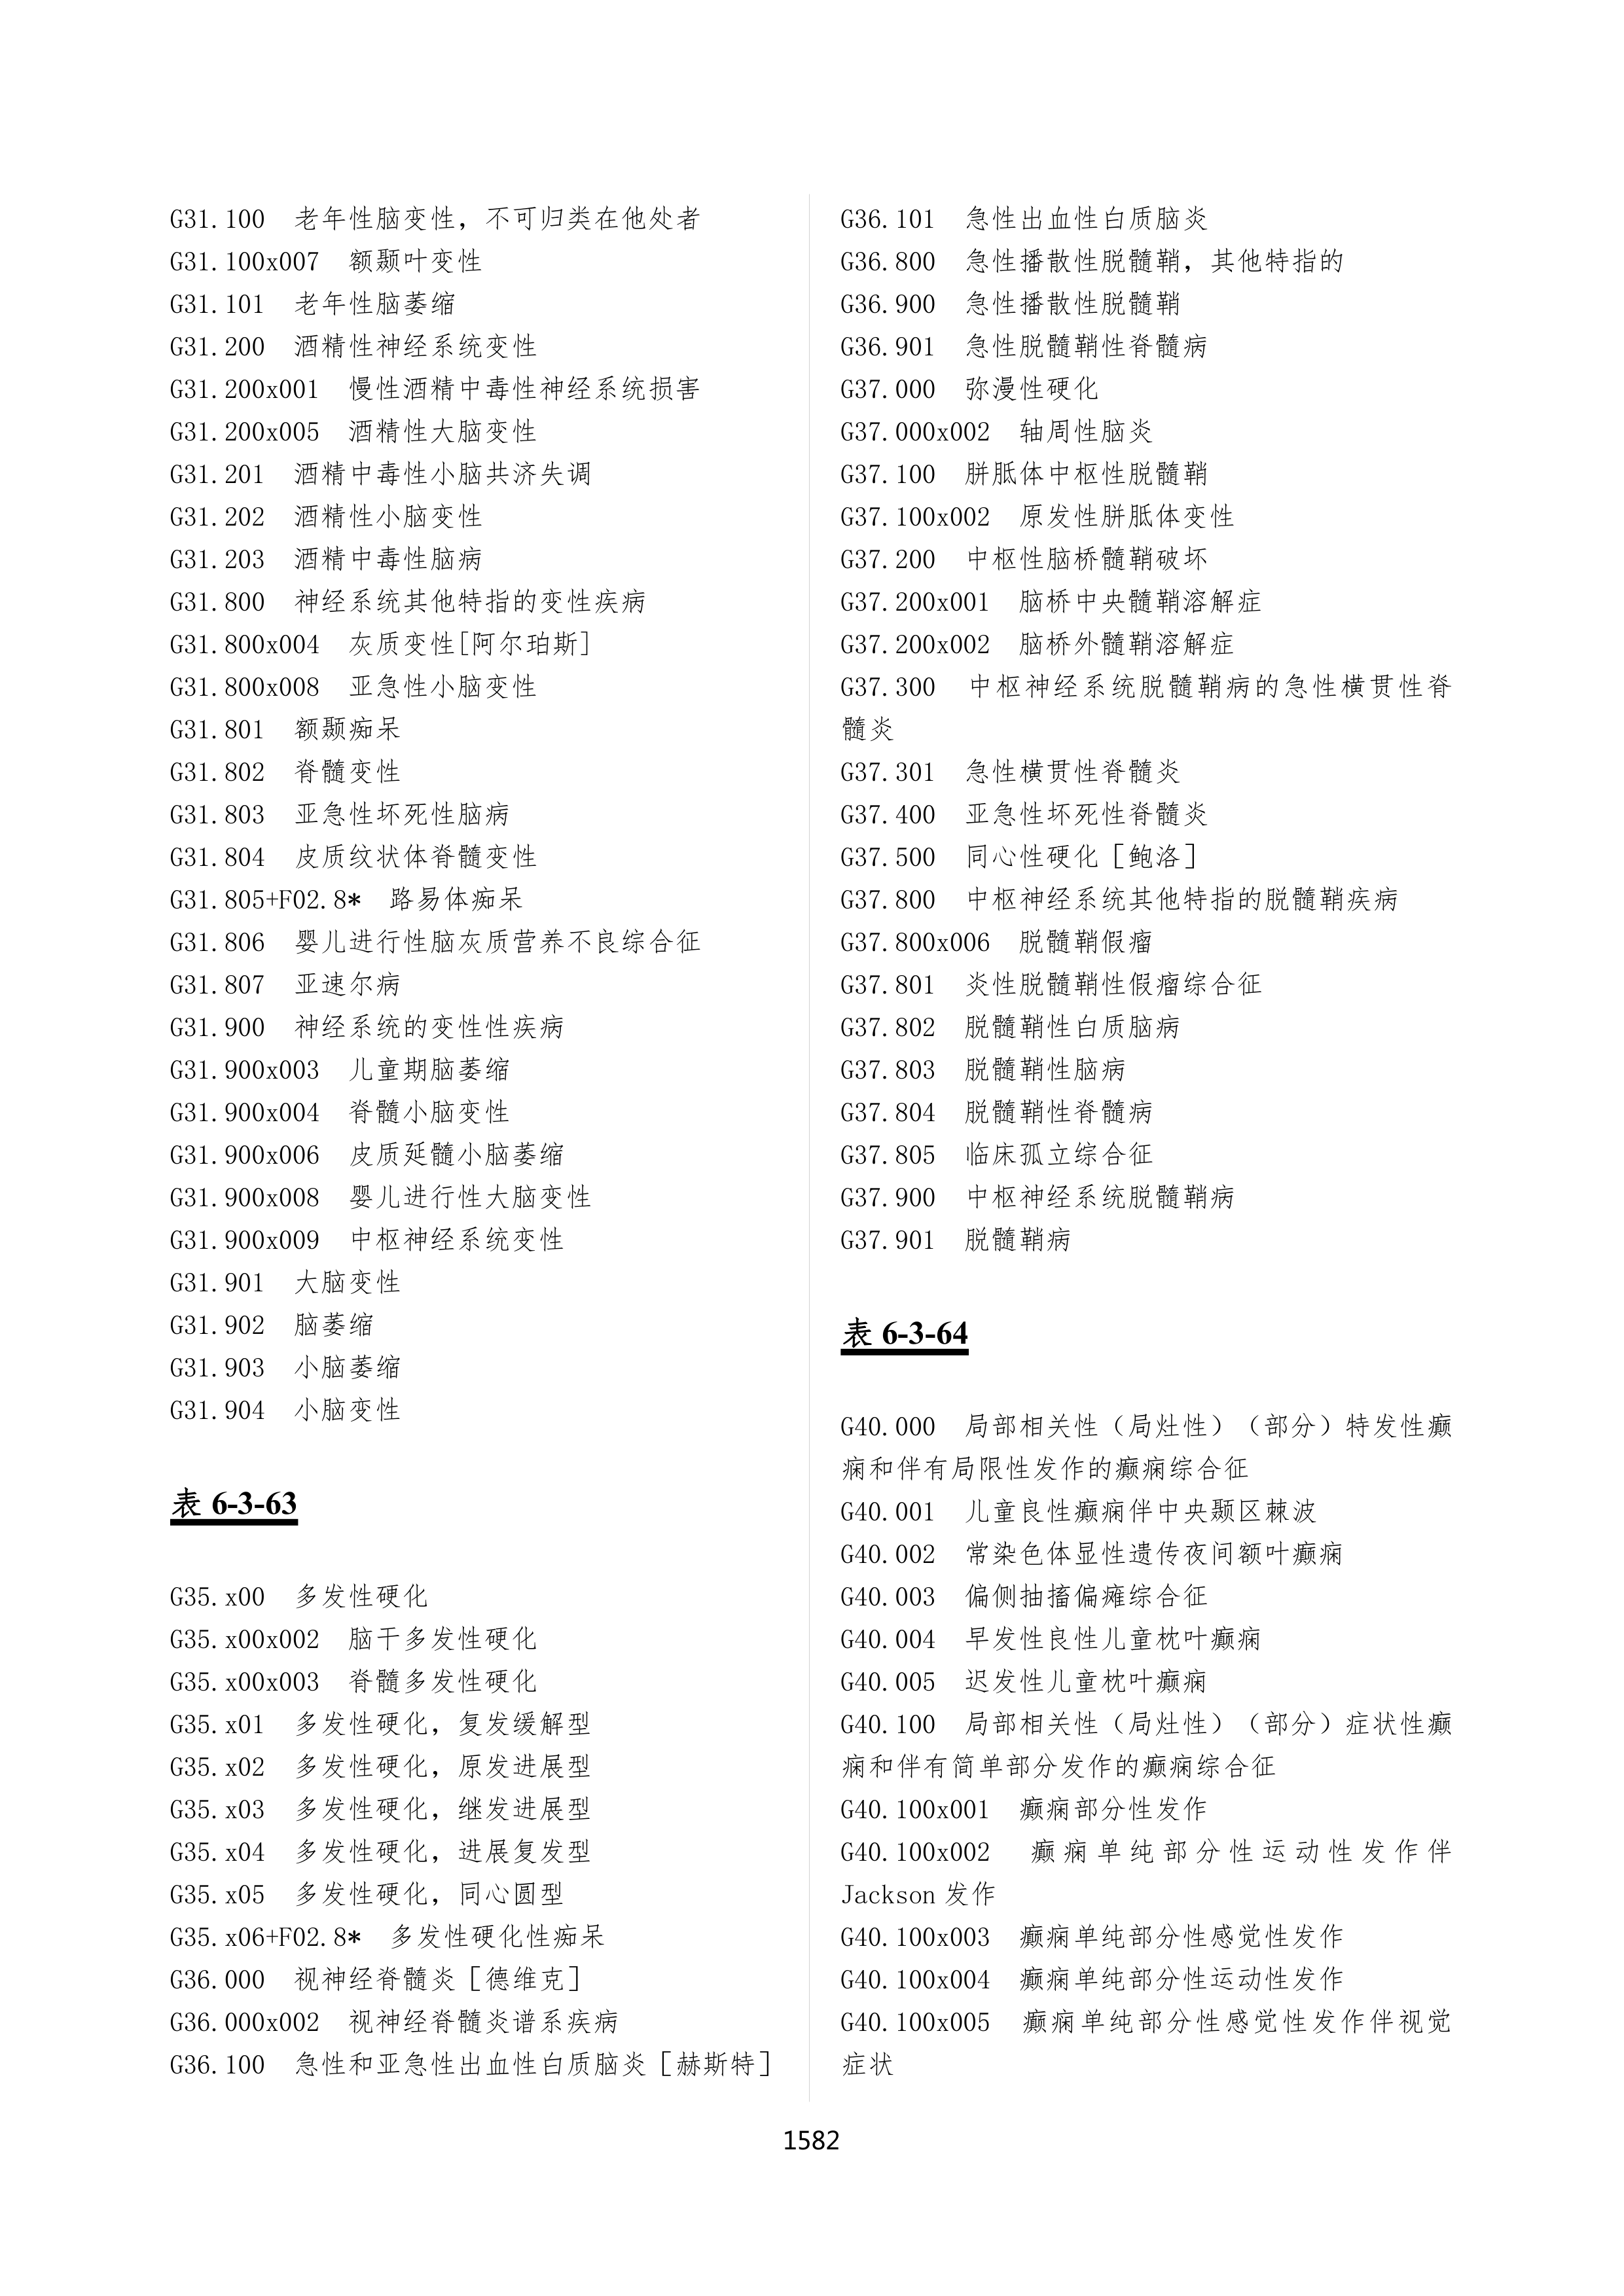 G31.100 老年性脑变性，不可归类在他处者
G31.100x007 额颞叶变性
G31.101 老年性脑萎缩
G31.200 酒精性神经系统变性
G31.200x001 慢性酒精中毒性神经系统损害
G31.200x005 酒精性大脑变性
G31.201 酒精中毒性小脑共济失调
G31.202 酒精性小脑变性
G31.203 酒精中毒性脑病
G31.800 神经系统其他特指的变性疾病
G31.800x004 灰质变性[阿尔珀斯]
G31.800x008 亚急性小脑变性
G31.801 额颞痴呆
G31.802 脊髓变性
G31.803 亚急性坏死性脑病
G31.804 皮质纹状体脊髓变性
G31.805+F02.8* 路易体痴呆
G31.806 婴儿进行性脑灰质营养不良综合征
G31.807 亚速尔病
G31.900 神经系统的变性性疾病
G31.900x003 儿童期脑萎缩
G31.900x004 脊髓小脑变性
G31.900x006 皮质延髓小脑萎缩
G31.900x008 婴儿进行性大脑变性
G31.900x009 中枢神经系统变性
G31.901 大脑变性
G31.902 脑萎缩
G31.903 小脑萎缩
G31.904 小脑变性
表 6-3-63
G35.x00 多发性硬化
G35.x00x002 脑干多发性硬化
G35.x00x003 脊髓多发性硬化
G35.x01 多发性硬化，复发缓解型
G35.x02 多发性硬化，原发进展型
G35.x03 多发性硬化，继发进展型
G35.x04 多发性硬化，进展复发型
G35.x05 多发性硬化，同心圆型
G35.x06+F02.8* 多发性硬化性痴呆
G36.000 视神经脊髓炎［德维克］
G36.000x002 视神经脊髓炎谱系疾病
G36.100 急性和亚急性出血性白质脑炎［赫斯特］
G36.101 急性出血性白质脑炎
G36.800 急性播散性脱髓鞘，其他特指的
G36.900 急性播散性脱髓鞘
G36.901 急性脱髓鞘性脊髓病
G37.000 弥漫性硬化
G37.000x002 轴周性脑炎
G37.100 胼胝体中枢性脱髓鞘
G37.100x002 原发性胼胝体变性
G37.200 中枢性脑桥髓鞘破坏
G37.200x001 脑桥中央髓鞘溶解症
G37.200x002 脑桥外髓鞘溶解症
G37.300 中枢神经系统脱髓鞘病的急性横贯性脊
髓炎
G37.301 急性横贯性脊髓炎
G37.400 亚急性坏死性脊髓炎
G37.500 同心性硬化［鲍洛］
G37.800 中枢神经系统其他特指的脱髓鞘疾病
G37.800x006 脱髓鞘假瘤
G37.801 炎性脱髓鞘性假瘤综合征
G37.802 脱髓鞘性白质脑病
G37.803 脱髓鞘性脑病
G37.804 脱髓鞘性脊髓病
G37.805 临床孤立综合征
G37.900 中枢神经系统脱髓鞘病
G37.901 脱髓鞘病
表 6-3-64
G40.000 局部相关性（局灶性）（部分）特发性癫
痫和伴有局限性发作的癫痫综合征
G40.001 儿童良性癫痫伴中央颞区棘波
G40.002 常染色体显性遗传夜间额叶癫痫
G40.003 偏侧抽搐偏瘫综合征
G40.004 早发性良性儿童枕叶癫痫
G40.005 迟发性儿童枕叶癫痫
G40.100 局部相关性（局灶性）（部分）症状性癫
痫和伴有简单部分发作的癫痫综合征
G40.100x001 癫痫部分性发作
G40.100x002 癫痫单纯部分性运动性发作伴
Jackson 发作
G40.100x003 癫痫单纯部分性感觉性发作
G40.100x004 癫痫单纯部分性运动性发作
G40.100x005 癫痫单纯部分性感觉性发作伴视觉
症状
1582